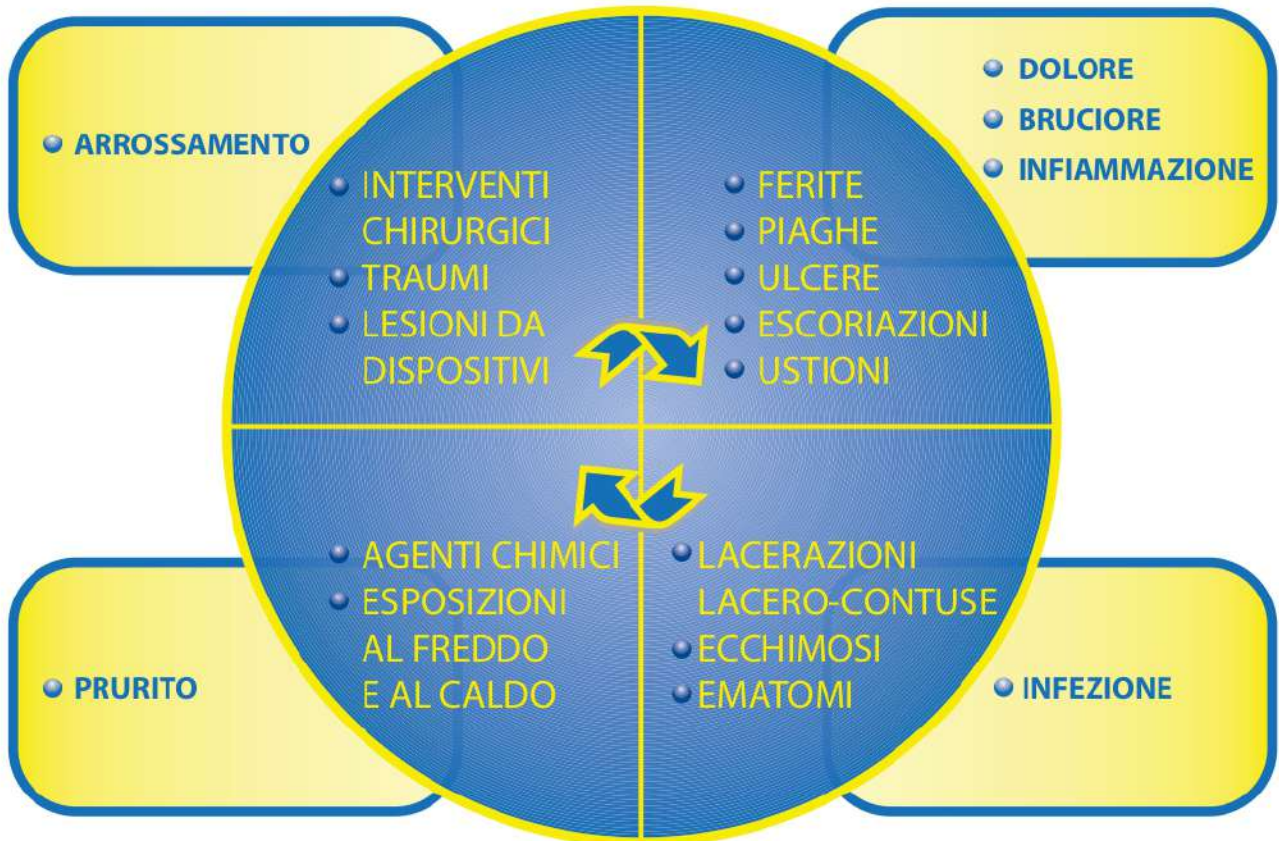 ARROSSAMENTO
INTERVENTI
CHIRURGICI
TRAUMI
LESIONI DA
DISPOSITIVI
DOLORE
BRUCIORE
INFIAMMAZIONE
FERITE
PIAGHE
ULCERE
ESCORIAZIONI
USTIONI
PRURITO
AGENTI CHIMICI
ESPOSIZIONI
AL FREDDO
E AL CALDO
LACERAZIONI
LACERO-CONTUSE
ECCHIMOSI
EMATOMI
INFEZIONE